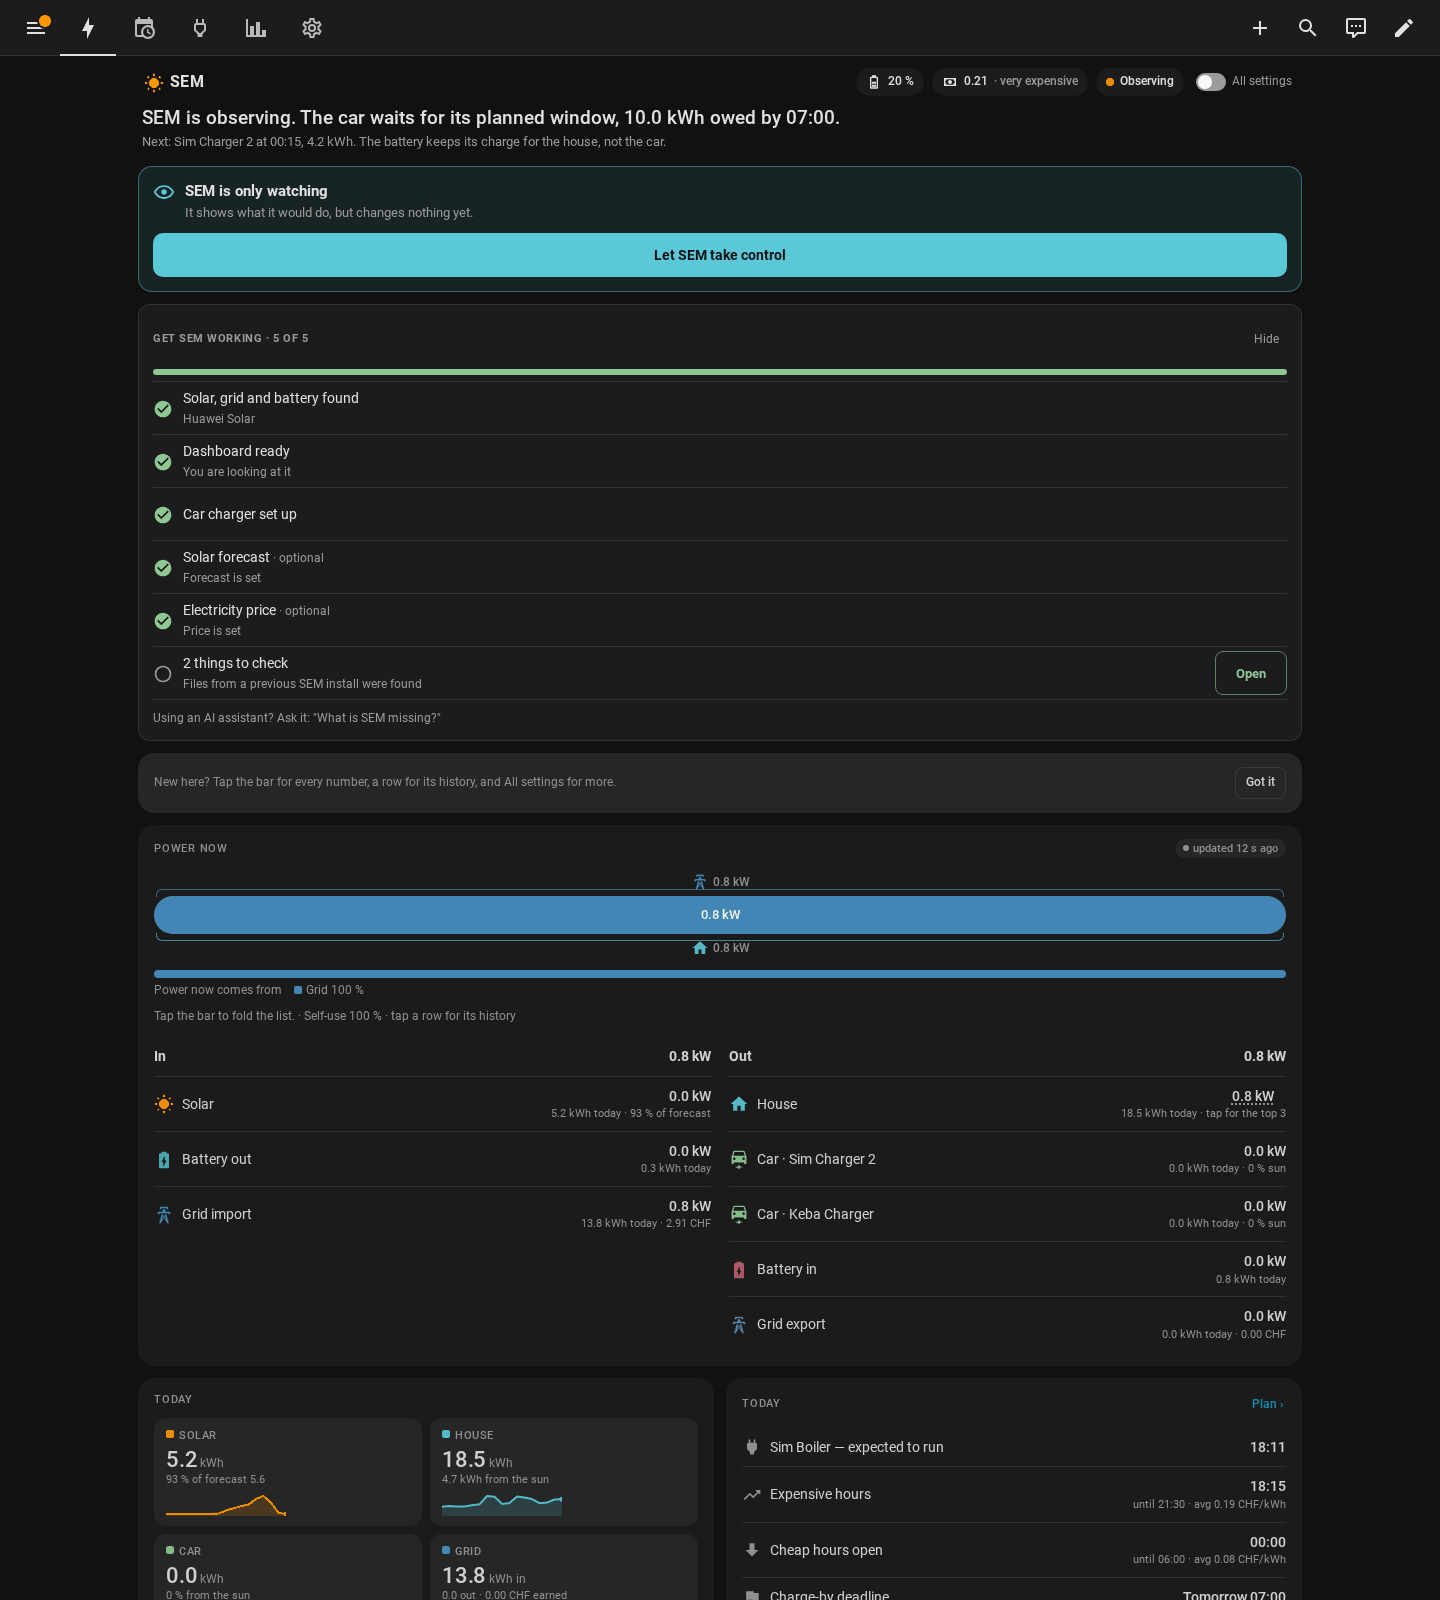 SEM
20 %
0.21 · very expensive
Observing
All settings
SEM is observing. The car waits for its planned window, 10.0 kWh owed by 07:00.
Next: Sim Charger 2 at 00:15, 4.2 kWh. The battery keeps its charge for the house, not the car.
SEM is only watching
It shows what it would do, but changes nothing yet.
Let SEM take control
GET SEM WORKING · 5 OF 5
Hide
Solar, grid and battery found
Huawei Solar
Dashboard ready
You are looking at it
Car charger set up
Solar forecast · optional
Forecast is set
Electricity price · optional
Price is set
2 things to check
Files from a previous SEM install were found
Open
Using an AI assistant? Ask it: "What is SEM missing?"
New here? Tap the bar for every number, a row for its history, and All settings for more.
Got it
POWER NOW
updated 12 s ago
0.8 kW
0.8 kW
0.8 kW
Power now comes from Grid 100 %
Tap the bar to fold the list. · Self-use 100 % · tap a row for its history
In 0.8 kW
Solar 0.0 kW
5.2 kWh today · 93 % of forecast
Battery out 0.0 kW
0.3 kWh today
Grid import 0.8 kW
13.8 kWh today · 2.91 CHF
Out 0.8 kW
House 0.8 kW
18.5 kWh today · tap for the top 3
Car · Sim Charger 2 0.0 kW
0.0 kWh today · 0 % sun
Car · Keba Charger 0.0 kW
0.0 kWh today · 0 % sun
Battery in 0.0 kW
0.8 kWh today
Grid export 0.0 kW
0.0 kWh today · 0.00 CHF
TODAY
SOLAR
5.2 kWh
93 % of forecast 5.6
HOUSE
18.5 kWh
4.7 kWh from the sun
CAR
0.0 kWh
0 % from the sun
GRID
13.8 kWh in
0.0 out · 0.00 CHF earned
TODAY
Plan ›
Sim Boiler — expected to run 18:11
Expensive hours 18:15
until 21:30 · avg 0.19 CHF/kWh
Cheap hours open 00:00
until 06:00 · avg 0.08 CHF/kWh
Charge-by deadline Tomorrow 07:00